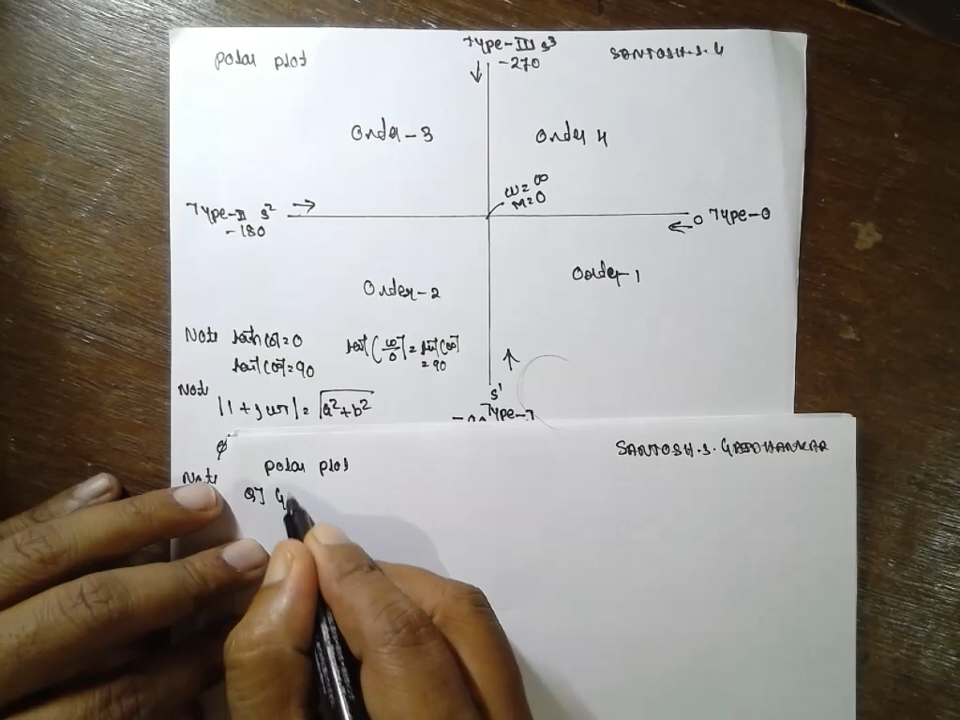 Type-III s³
polar plot
-270
SANTOSH.S.G
Order-3
Order 4
ω=∞
M=0
Type-II s²
-180
0 Type-0
Order-2
Order-1
Note tan⁻¹(0)=0
tan⁻¹(∞)=90
tan⁻¹(ω/0)=tan⁻¹(∞)
=90
Note
|1+jωτ|=√a²+b²
s¹
Type-I
φ
Note
polar plot
SANTOSH.S.GADDHANKAR
Q] G